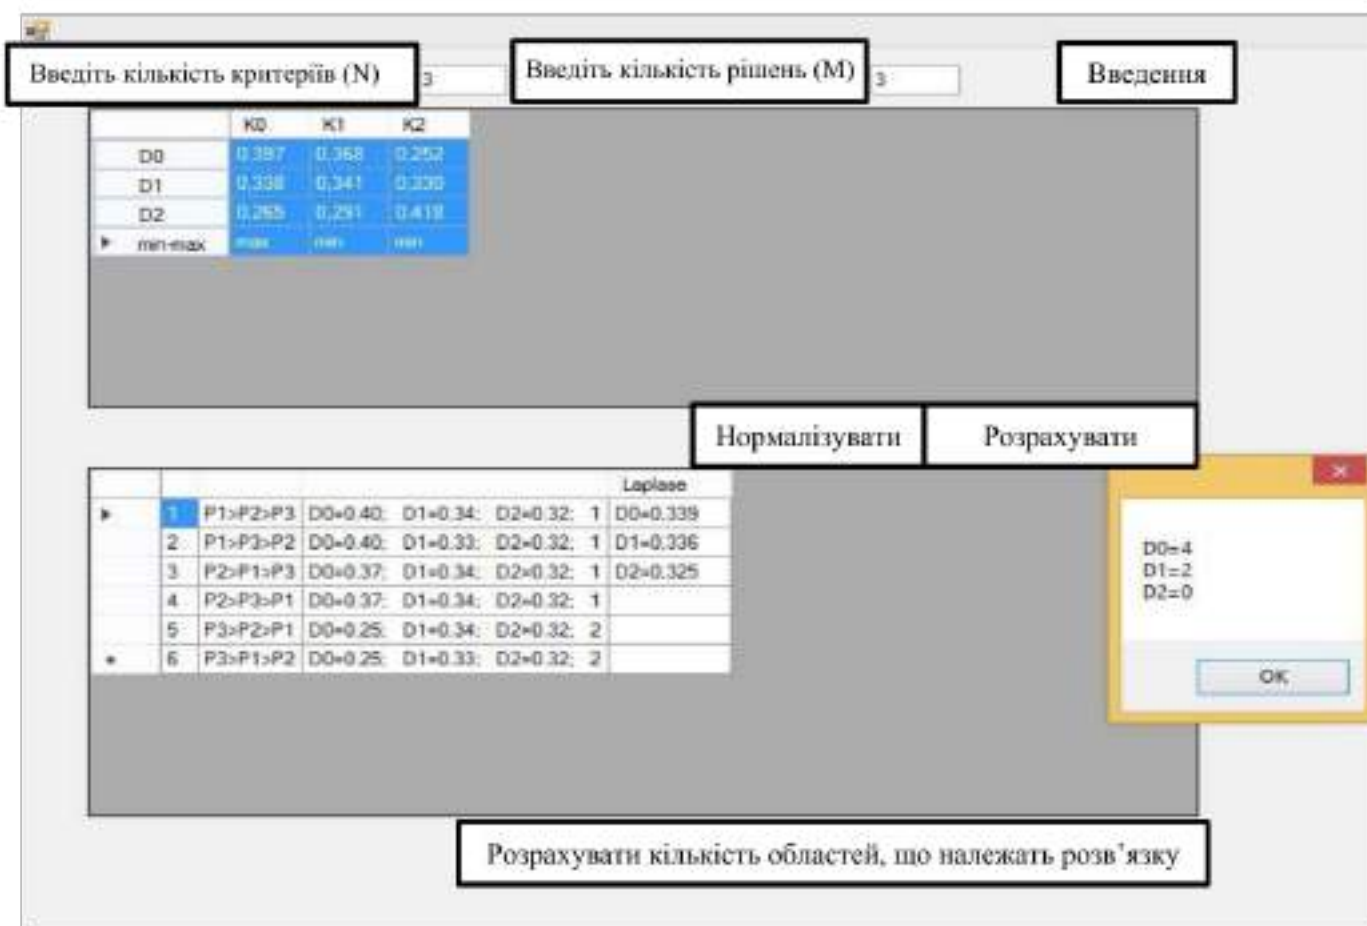 Введіть кількість критеріїв (N) 3 Введіть кількість рішень (M) 3 Введення
K0 K1 K2
D0 0.397 0.368 0.252
D1 0.338 0.341 0.330
D2 0.265 0.291 0.418
min-max max min min
Нормалізувати Розрахувати
Laplase
1 P1>P2>P3 D0=0.40; D1=0.34; D2=0.32; 1 D0=0.339
2 P1>P3>P2 D0=0.40; D1=0.33; D2=0.32; 1 D1=0.336
3 P2>P1>P3 D0=0.37; D1=0.34; D2=0.32; 1 D2=0.325
4 P2>P3>P1 D0=0.37; D1=0.34; D2=0.32; 1
5 P3>P2>P1 D0=0.25; D1=0.34; D2=0.32; 2
6 P3>P1>P2 D0=0.25; D1=0.33; D2=0.32; 2
D0=4
D1=2
D2=0
OK
Розрахувати кількість областей, що належать розв’язку